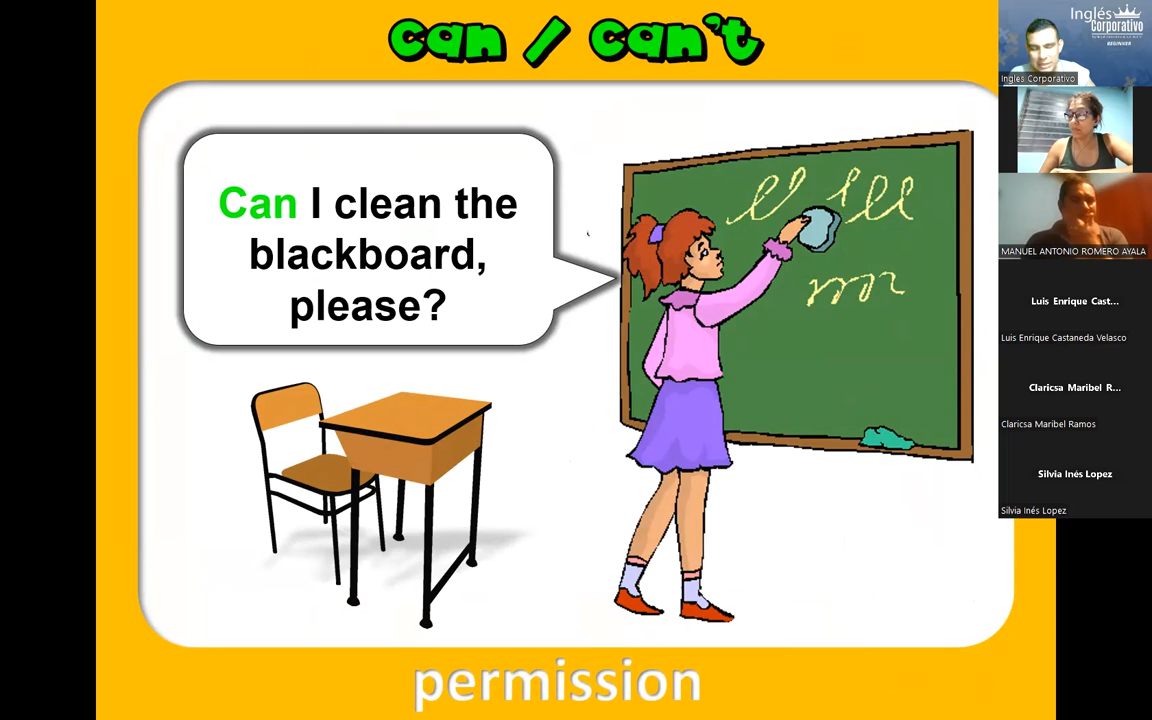 can / can't
Can I clean the
blackboard,
please?
permission
Inglés
Corporativo
BEGINNER
Ingles Corporativo
MANUEL ANTONIO ROMERO AYALA
Luis Enrique Cast...
Luis Enrique Castaneda Velasco
Claricsa Maribel R...
Claricsa Maribel Ramos
Silvia Inés Lopez
Silvia Inés Lopez